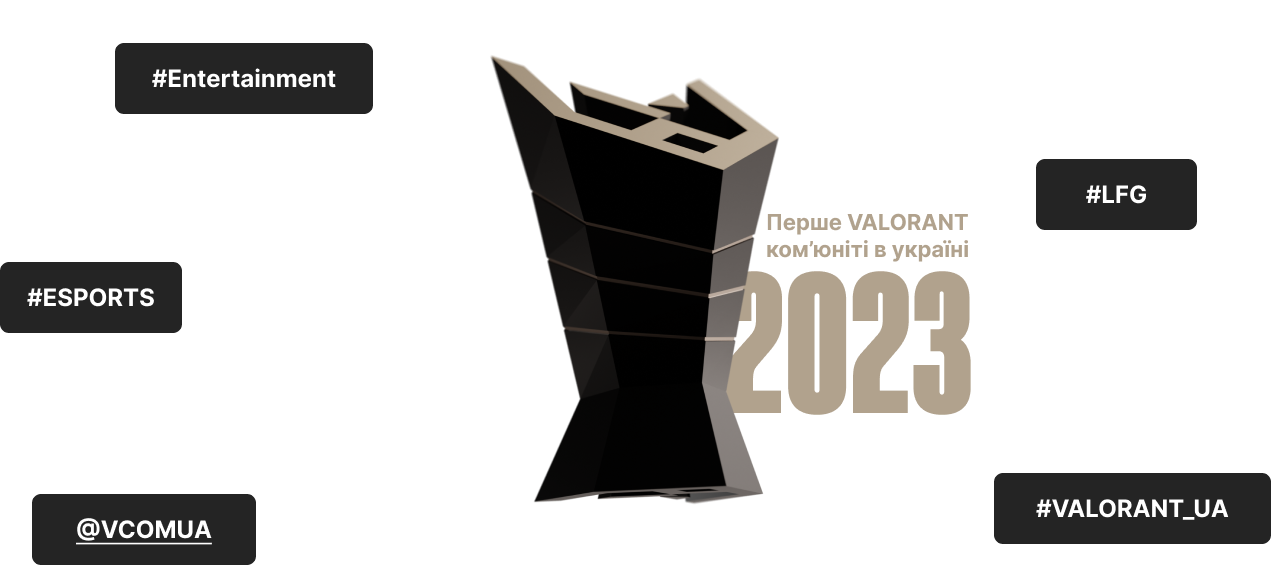 #Entertainment
#LFG
Перше VALORANT
ком’юніті в україні
#ESPORTS
2023
@VCOMUA
#VALORANT_UA